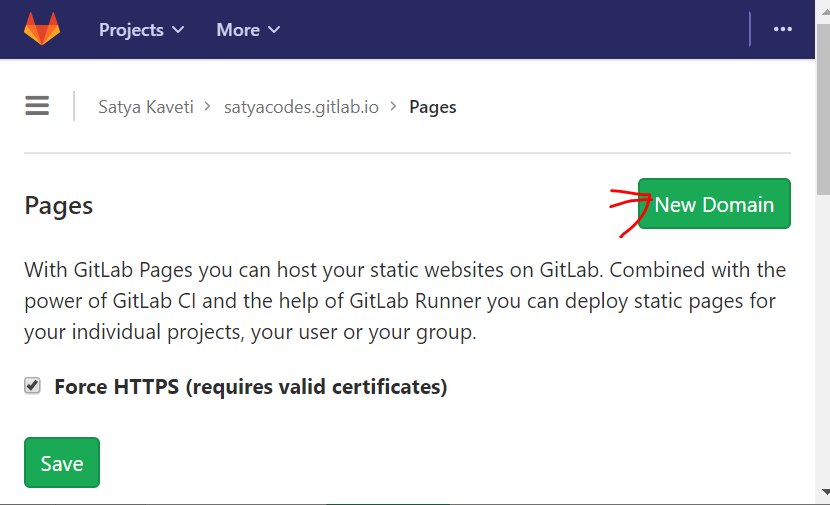 Projects More
Satya Kaveti > satyacodes.gitlab.io > Pages
Pages
New Domain
With GitLab Pages you can host your static websites on GitLab. Combined with the
power of GitLab CI and the help of GitLab Runner you can deploy static pages for
your individual projects, your user or your group.
Force HTTPS (requires valid certificates)
Save